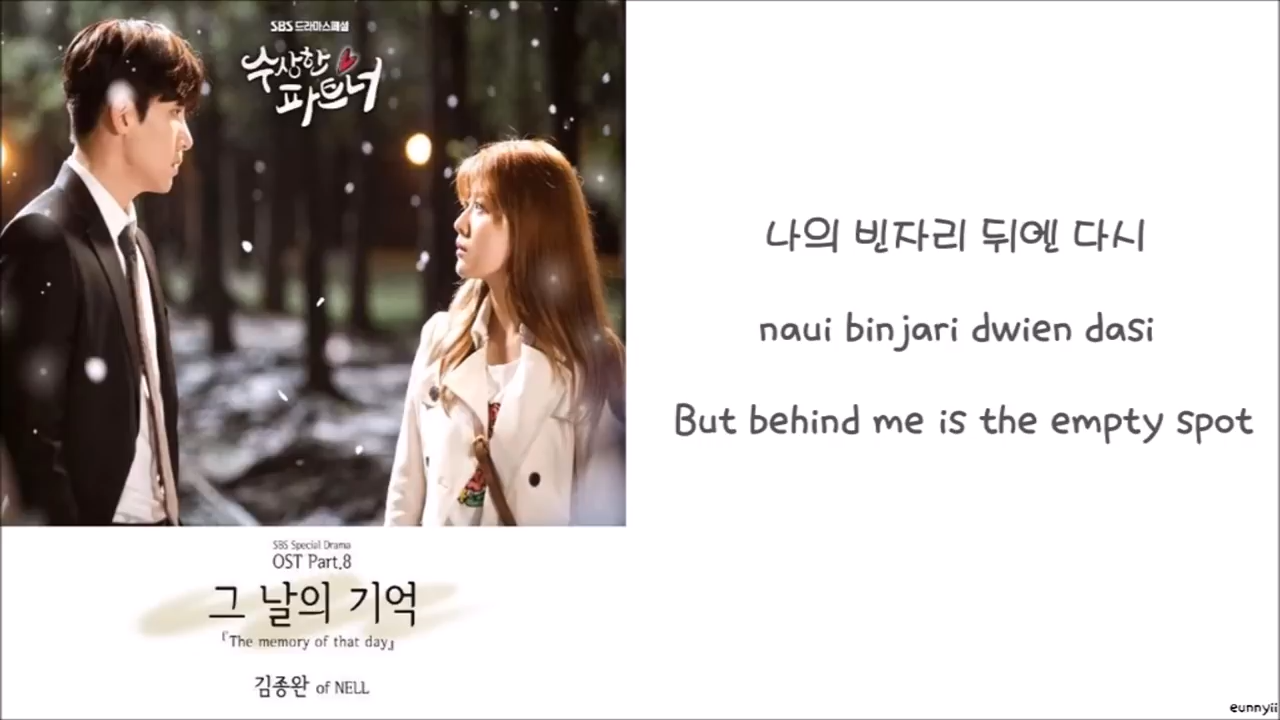 SBS 드라마스페셜
수상한
파트너
나의 빈자리 뒤엔 다시
naui binjari dwien dasi
But behind me is the empty spot
SBS Special Drama
OST Part.8
그 날의 기억
『The memory of that day』
김종완 of NELL
eunnyii